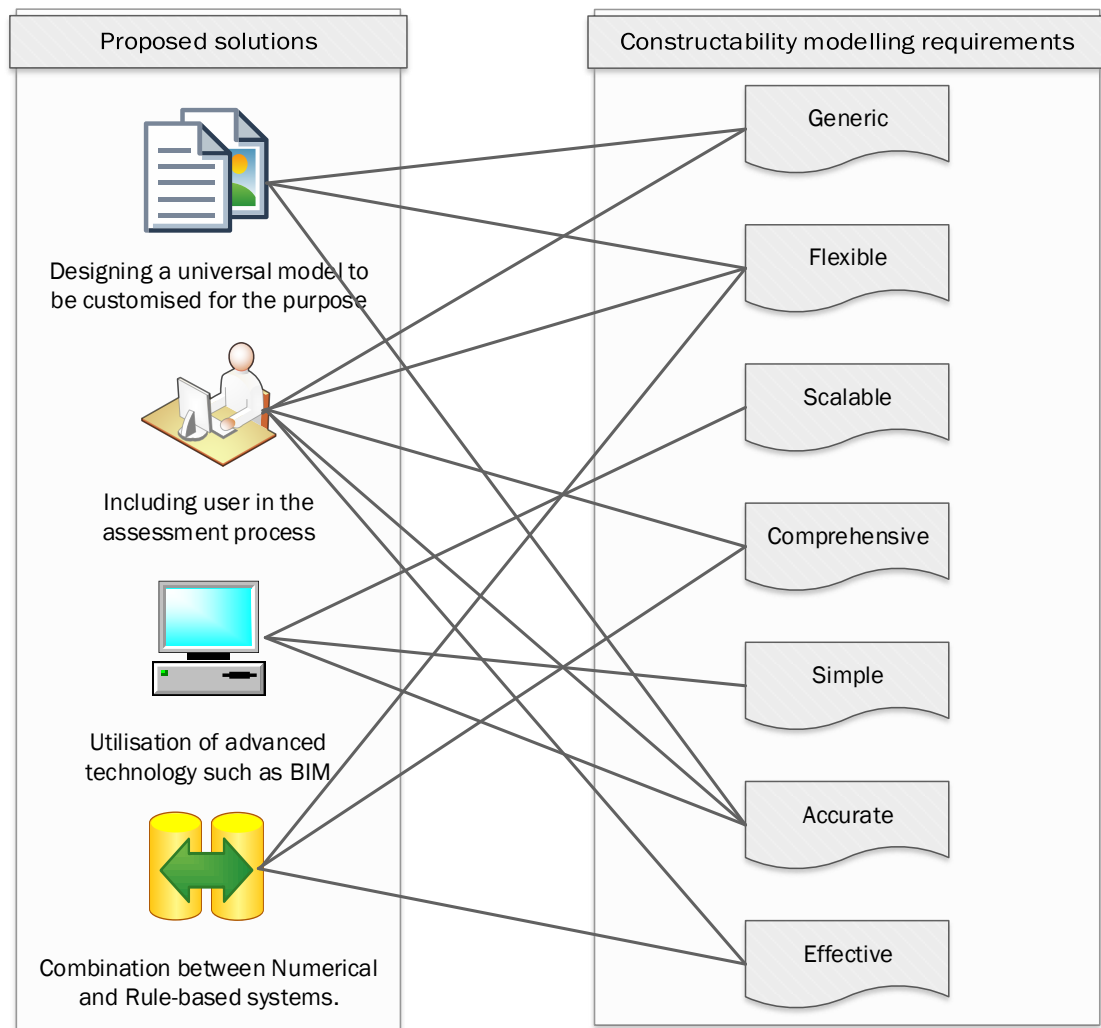 Proposed solutions
Designing a universal model to
be customised for the purpose
Including user in the
assessment process
Utilisation of advanced
technology such as BIM
Combination between Numerical
and Rule-based systems.
Constructability modelling requirements
Generic
Flexible
Scalable
Comprehensive
Simple
Accurate
Effective